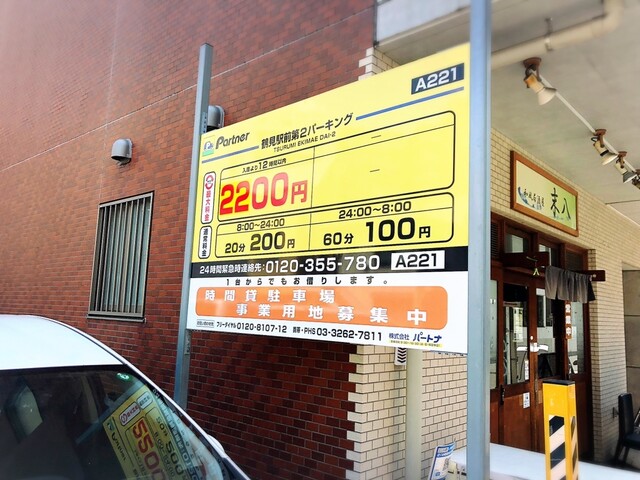 A221
Partner
鶴見駅前第2パーキング
TSURUMI EKIMAE DAI-2
最大料金
入庫より12時間以内
2200円
通常料金
8:00~24:00
20分 200円
24:00~8:00
60分 100円
24時間緊急時連絡先:0120-355-780 A221
1台からでもお借りします。
時間貸駐車場
事業用地募集中
フリーダイヤル 0120-8107-12 携帯・PHS 03-3262-7811
株式会社 パートナ
末八
550